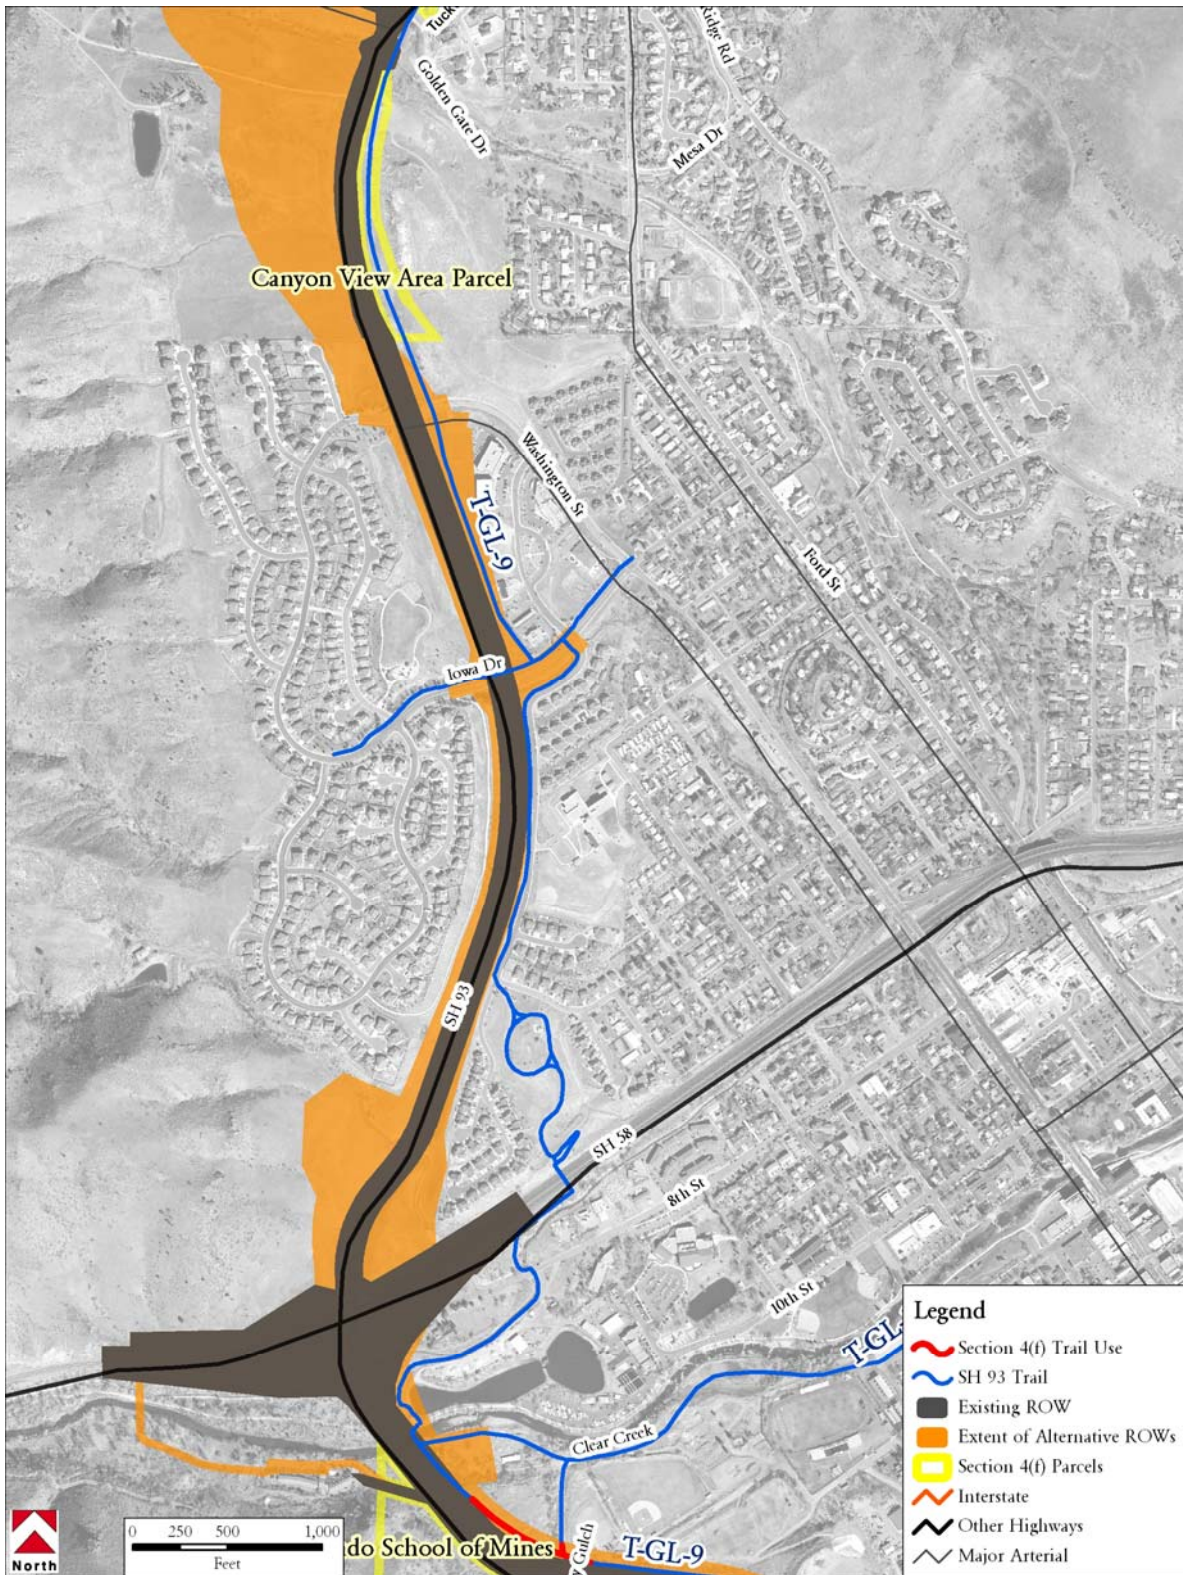 Tuck
Ridge Rd
Golden Gate Dr
Mesa Dr
Canyon View Area Parcel
Washington St
T-GL-9
Ford St
Iowa Dr
SH 93
SH 58
8th St
10th St
T-GL-
Clear Creek
Legend
Section 4(f) Trail Use
SH 93 Trail
Existing ROW
Extent of Alternative ROWs
Section 4(f) Parcels
Interstate
Other Highways
Major Arterial
North
0 250 500 1,000
Feet
do School of Mines
y Gulch
T-GL-9